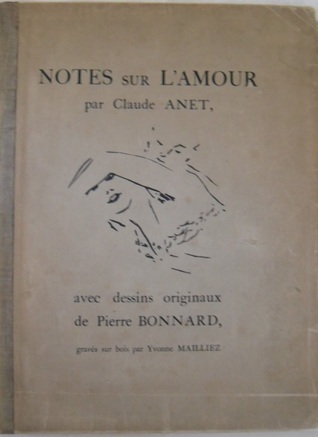 NOTES SUR L'AMOUR
par Claude ANET,
avec dessins originaux
de Pierre BONNARD,
gravés sur bois par Yvonne MAILLIEZ